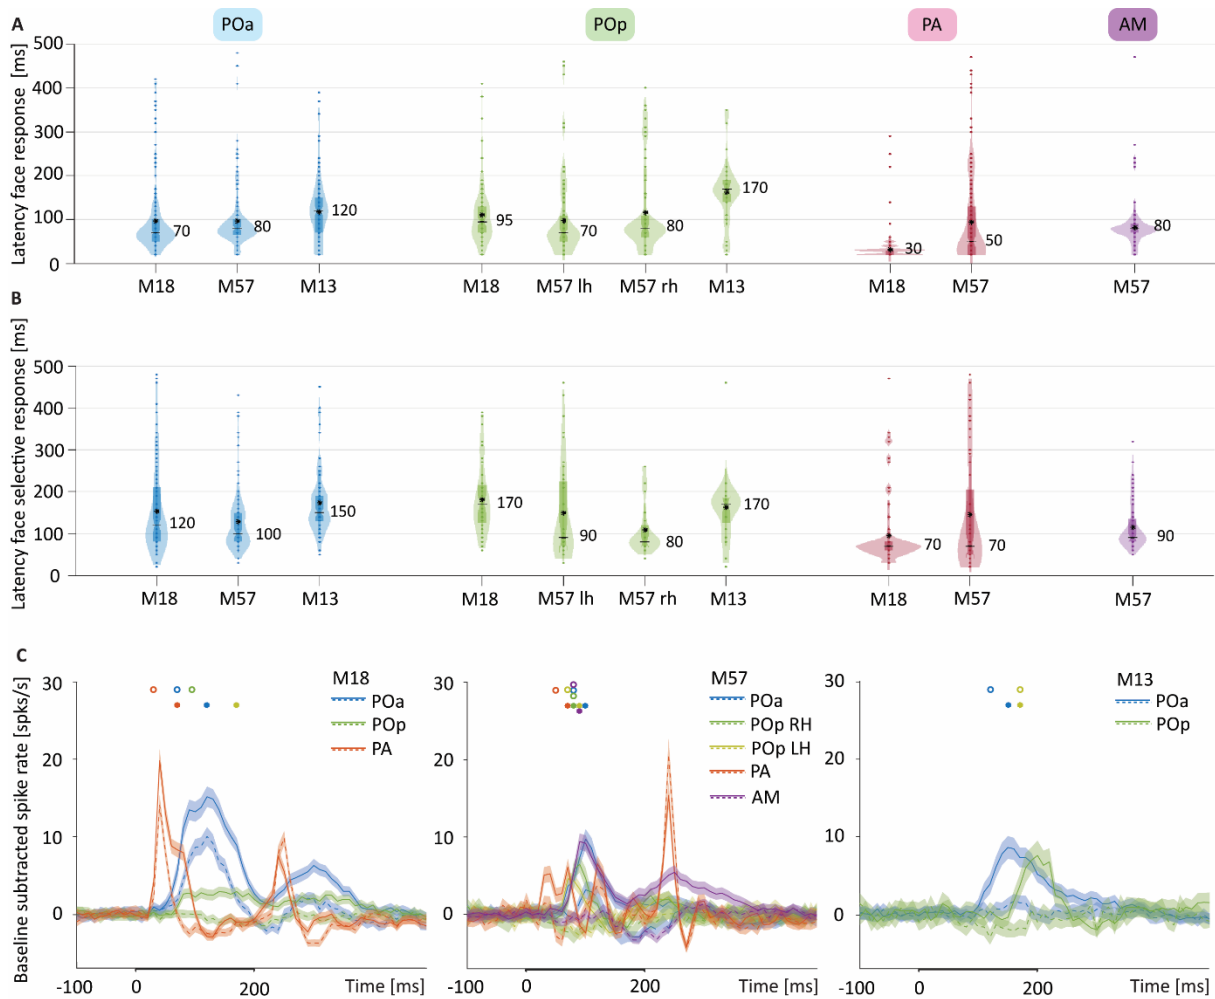 A
POa
POp
PA
AM
Latency face response [ms]
500
400
300
200
100
0
70
80
120
95
70
80
170
30
50
80
M18
M57
M13
M18
M57 lh
M57 rh
M13
M18
M57
M57
B
Latency face selective response [ms]
500
400
300
200
100
0
120
100
150
170
90
80
170
70
70
90
M18
M57
M13
M18
M57 lh
M57 rh
M13
M18
M57
M57
C
Baseline subtracted spike rate [spks/s]
30
20
10
0
M18
POa
POp
PA
-100
0
200
Time [ms]
30
20
10
0
M57
POa
POp RH
POp LH
PA
AM
-100
0
200
Time [ms]
30
20
10
0
M13
POa
POp
-100
0
200
Time [ms]